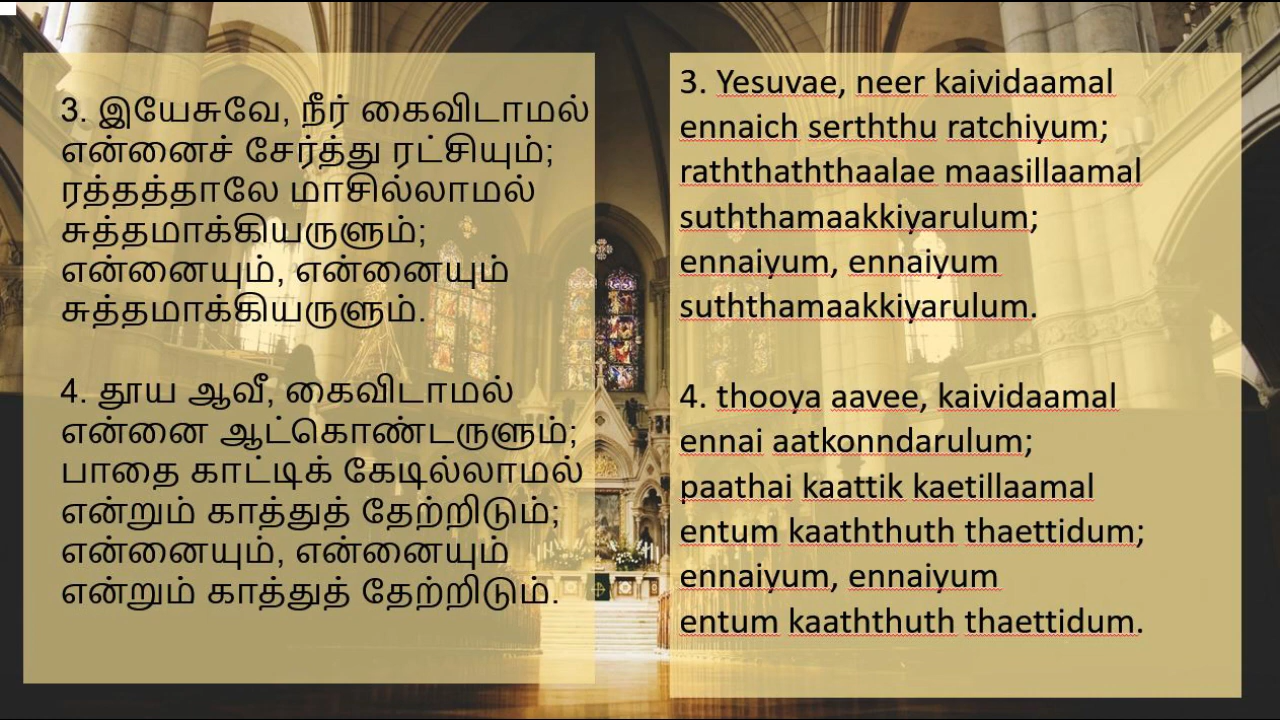 3. இயேசுவே, நீர் கைவிடாமல்
என்னைச் சேர்த்து ரட்சியும்;
ரத்தத்தாலே மாசில்லாமல்
சுத்தமாக்கியருளும்;
என்னையும், என்னையும்
சுத்தமாக்கியருளும்.
4. தூய ஆவீ, கைவிடாமல்
என்னை ஆட்கொண்டருளும்;
பாதை காட்டிக் கேடில்லாமல்
என்றும் காத்துத் தேற்றிடும்;
என்னையும், என்னையும்
என்றும் காத்துத் தேற்றிடும்.
3. Yesuvae, neer kaividaamal
ennaich serththu ratchiyum;
raththaththaalae maasillaamal
suththamaakkiyarulum;
ennaiyum, ennaiyum
suththamaakkiyarulum.
4. thooya aavee, kaividaamal
ennai aatkonndarulum;
paathai kaattik kaetillaamal
entum kaaththuth thaettidum;
ennaiyum, ennaiyum
entum kaaththuth thaettidum.